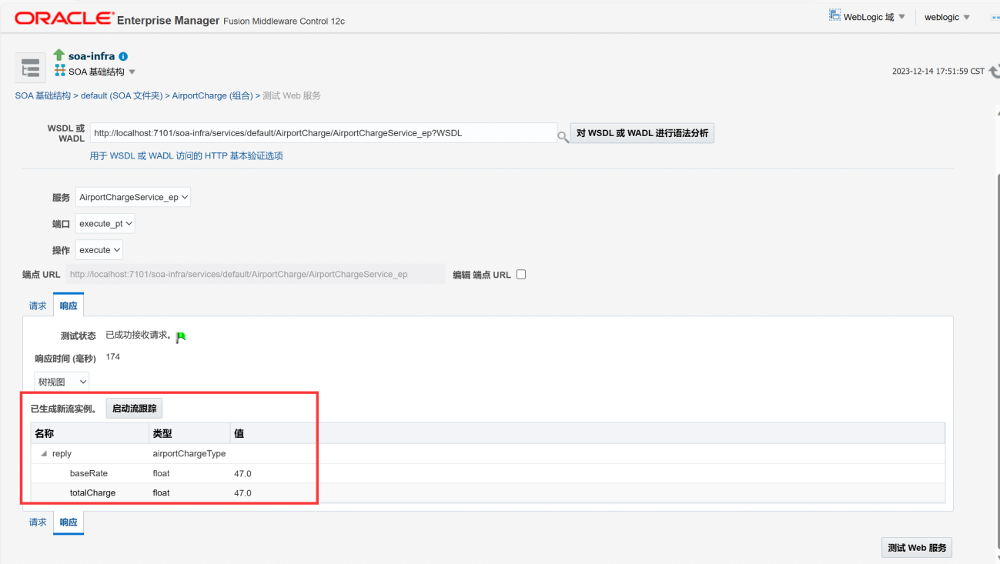 ORACLE® Enterprise Manager Fusion Middleware Control 12c
WebLogic 域
weblogic
soa-infra
SOA 基础结构
2023-12-14 17:51:59 CST
SOA 基础结构 > default (SOA 文件夹) > AirportCharge (组合) > 测试 Web 服务
WSDL 或 WADL
http://localhost:7101/soa-infra/services/default/AirportCharge/AirportChargeService_ep?WSDL
对 WSDL 或 WADL 进行语法分析
用于 WSDL 或 WADL 访问的 HTTP 基本验证选项
服务 AirportChargeService_ep
端口 execute_pt
操作 execute
端点 URL http://localhost:7101/soa-infra/services/default/AirportCharge/AirportChargeService_ep 编辑 端点 URL
请求 响应
测试状态 已成功接收请求。
响应时间 (毫秒) 174
树视图
已生成新流实例。 启动流跟踪
名称 类型 值
reply airportChargeType
baseRate float 47.0
totalCharge float 47.0
请求 响应
测试 Web 服务